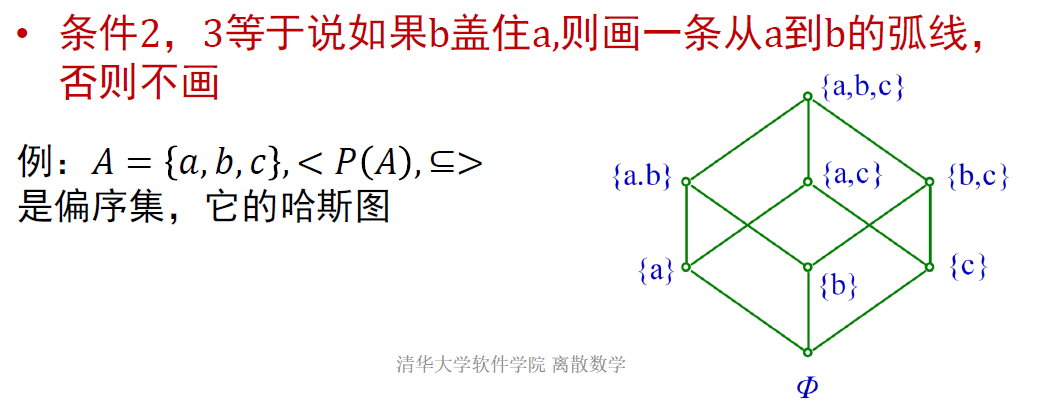 • 条件2，3等于说如果b盖住a,则画一条从a到b的弧线，
否则不画
例：A = {a, b, c}, < P(A), ⊆>
是偏序集，它的哈斯图
{a,b,c}
{a.b}
{a,c}
{b,c}
{a}
{b}
{c}
Φ
清华大学软件学院 离散数学